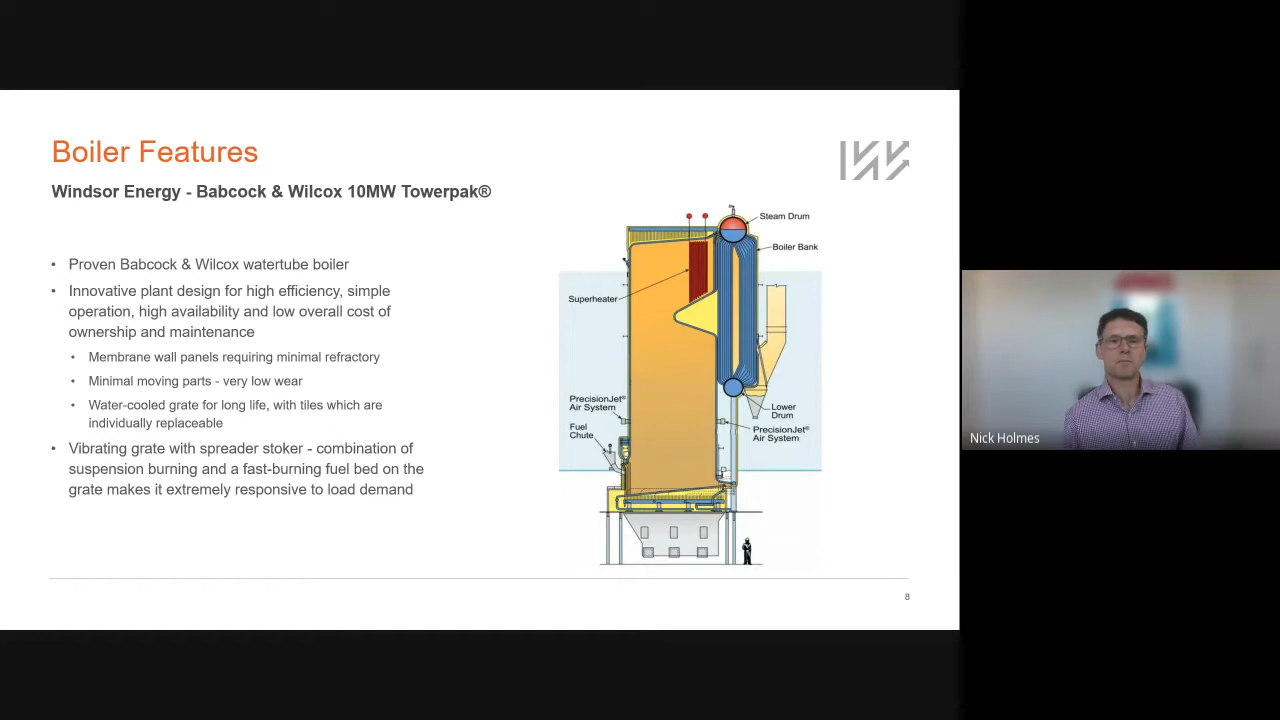 Boiler Features
Windsor Energy - Babcock & Wilcox 10MW Towerpak®
• Proven Babcock & Wilcox watertube boiler
• Innovative plant design for high efficiency, simple
operation, high availability and low overall cost of
ownership and maintenance
• Membrane wall panels requiring minimal refractory
• Minimal moving parts - very low wear
• Water-cooled grate for long life, with tiles which are
individually replaceable
• Vibrating grate with spreader stoker - combination of
suspension burning and a fast-burning fuel bed on the
grate makes it extremely responsive to load demand
Steam Drum
Boiler Bank
Superheater
PrecisionJet®
Air System
Fuel
Chute
Lower
Drum
PrecisionJet®
Air System
8
Nick Holmes